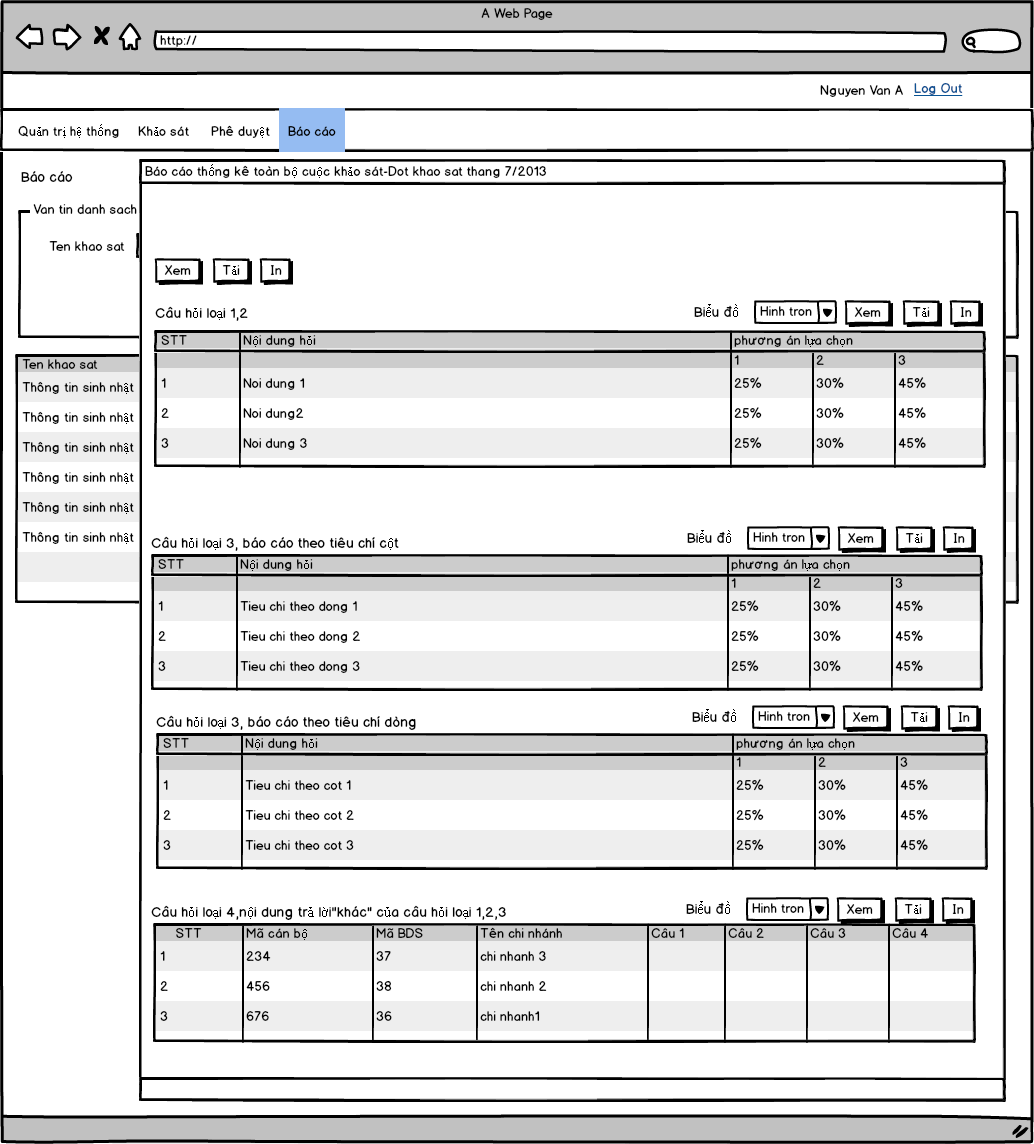 A Web Page
http://
Nguyen Van A Log Out
Quản trị hệ thống Khảo sát Phê duyệt Báo cáo
Báo cáo
Van tin danh sach
Ten khao sat
Ten khao sat
Thông tin sinh nhật
Thông tin sinh nhật
Thông tin sinh nhật
Thông tin sinh nhật
Thông tin sinh nhật
Thông tin sinh nhật
Báo cáo thống kê toàn bộ cuộc khảo sát-Dot khao sat thang 7/2013
Xem Tải In
Câu hỏi loại 1,2 Biểu đồ Hinh tron Xem Tải In
STT Nội dung hỏi phương án lựa chọn
1 2 3
1 Noi dung 1 25% 30% 45%
2 Noi dung2 25% 30% 45%
3 Noi dung 3 25% 30% 45%
Câu hỏi loại 3, báo cáo theo tiêu chí cột Biểu đồ Hinh tron Xem Tải In
STT Nội dung hỏi phương án lựa chọn
1 2 3
1 Tieu chi theo dong 1 25% 30% 45%
2 Tieu chi theo dong 2 25% 30% 45%
3 Tieu chi theo dong 3 25% 30% 45%
Câu hỏi loại 3, báo cáo theo tiêu chí dòng Biểu đồ Hinh tron Xem Tải In
STT Nội dung hỏi phương án lựa chọn
1 2 3
1 Tieu chi theo cot 1 25% 30% 45%
2 Tieu chi theo cot 2 25% 30% 45%
3 Tieu chi theo cot 3 25% 30% 45%
Câu hỏi loại 4,nội dung trả lời"khác" của câu hỏi loại 1,2,3 Biểu đồ Hinh tron Xem Tải In
STT Mã cán bộ Mã BDS Tên chi nhánh Câu 1 Câu 2 Câu 3 Câu 4
1 234 37 chi nhanh 3
2 456 38 chi nhanh 2
3 676 36 chi nhanh1